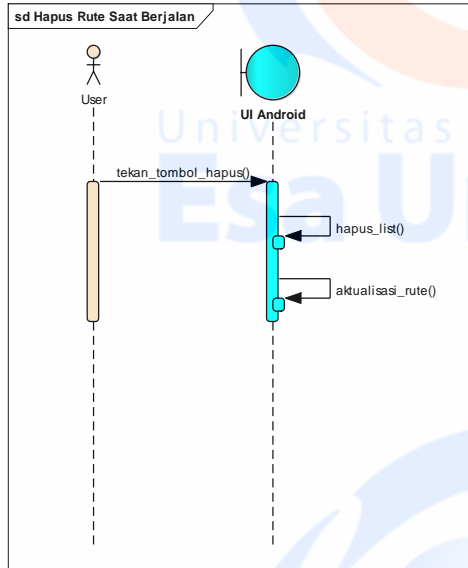 sd Hapus Rute Saat Berjalan
User
UI Android
Universitas
Esa U
tekan_tombol_hapus()
hapus_list()
aktualisasi_rute()